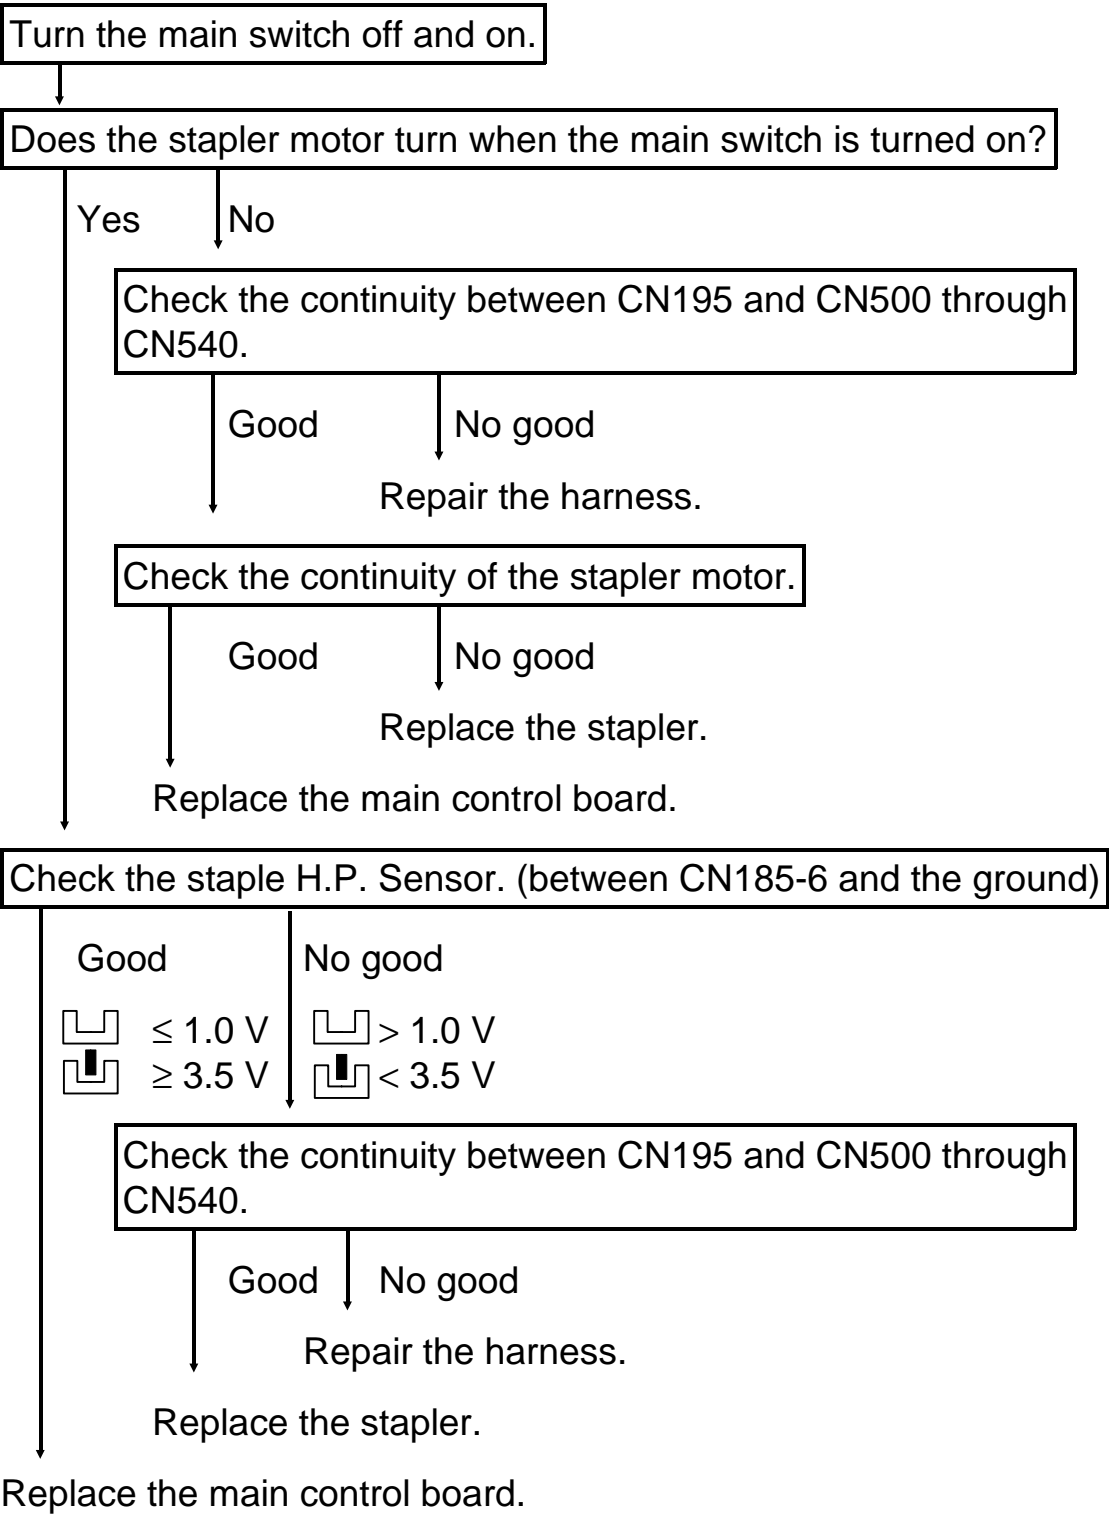 Turn the main switch off and on.
Does the stapler motor turn when the main switch is turned on?
Yes No
Check the continuity between CN195 and CN500 through
CN540.
Good No good
Repair the harness.
Check the continuity of the stapler motor.
Good No good
Replace the stapler.
Replace the main control board.
Check the staple H.P. Sensor. (between CN185-6 and the ground)
Good No good
≤ 1.0 V > 1.0 V
≥ 3.5 V < 3.5 V
Check the continuity between CN195 and CN500 through
CN540.
Good No good
Repair the harness.
Replace the stapler.
Replace the main control board.